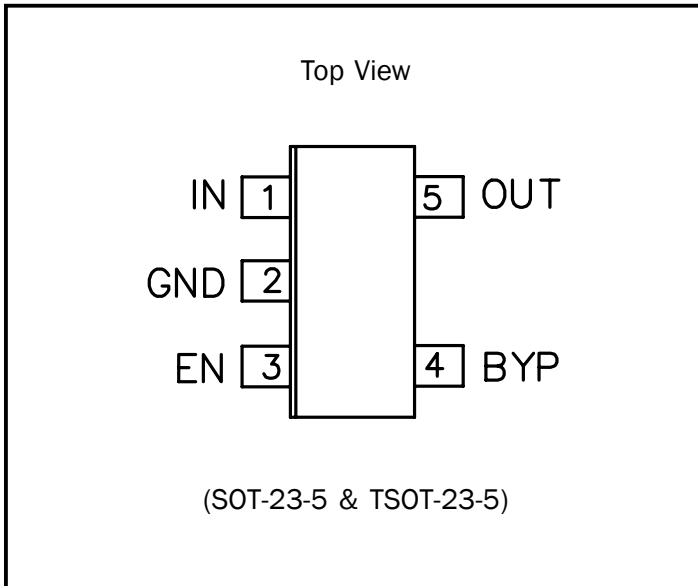 Top View
IN 1 5 OUT
GND 2
EN 3 4 BYP
(SOT-23-5 & TSOT-23-5)